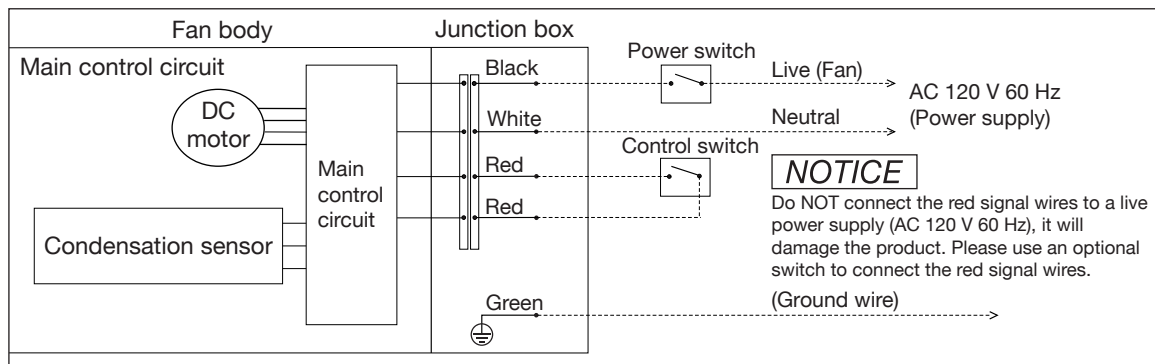 Fan body
Junction box
Main control circuit
DC
motor
Condensation sensor
Main
control
circuit
Black
White
Red
Red
Green
Power switch
Live (Fan)
Neutral
AC 120 V 60 Hz
(Power supply)
Control switch
NOTICE
Do NOT connect the red signal wires to a live
power supply (AC 120 V 60 Hz), it will
damage the product. Please use an optional
switch to connect the red signal wires.
(Ground wire)